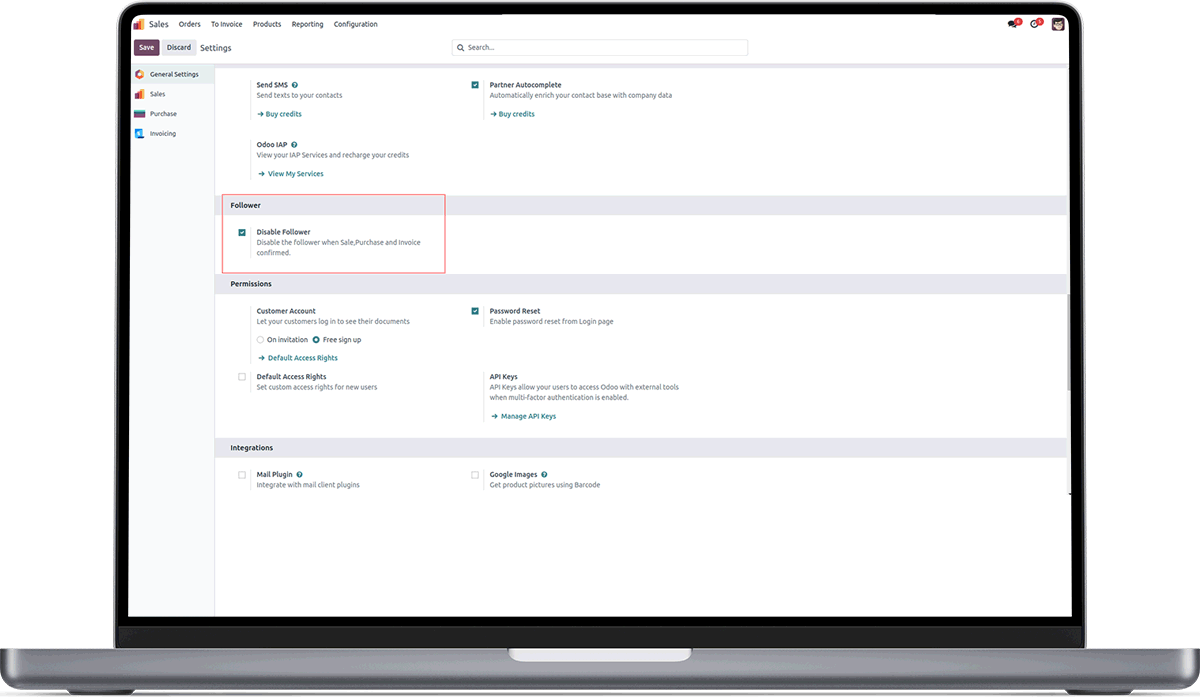 Sales Orders To Invoice Products Reporting Configuration
Save Discard Settings Search...
General Settings
Sales
Purchase
Invoicing
Send SMS
Send texts to your contacts
Buy credits
Partner Autocomplete
Automatically enrich your contact base with company data
Buy credits
Odoo IAP
View your IAP Services and recharge your credits
View My Services
Follower
Disable Follower
Disable the follower when Sale,Purchase and Invoice
confirmed.
Permissions
Customer Account
Let your customers log in to see their documents
On invitation Free sign up
Default Access Rights
Password Reset
Enable password reset from Login page
Default Access Rights
Set custom access rights for new users
API Keys
API Keys allow your users to access Odoo with external tools
when multi-factor authentication is enabled.
Manage API Keys
Integrations
Mail Plugin
Integrate with mail client plugins
Google Images
Get product pictures using Barcode